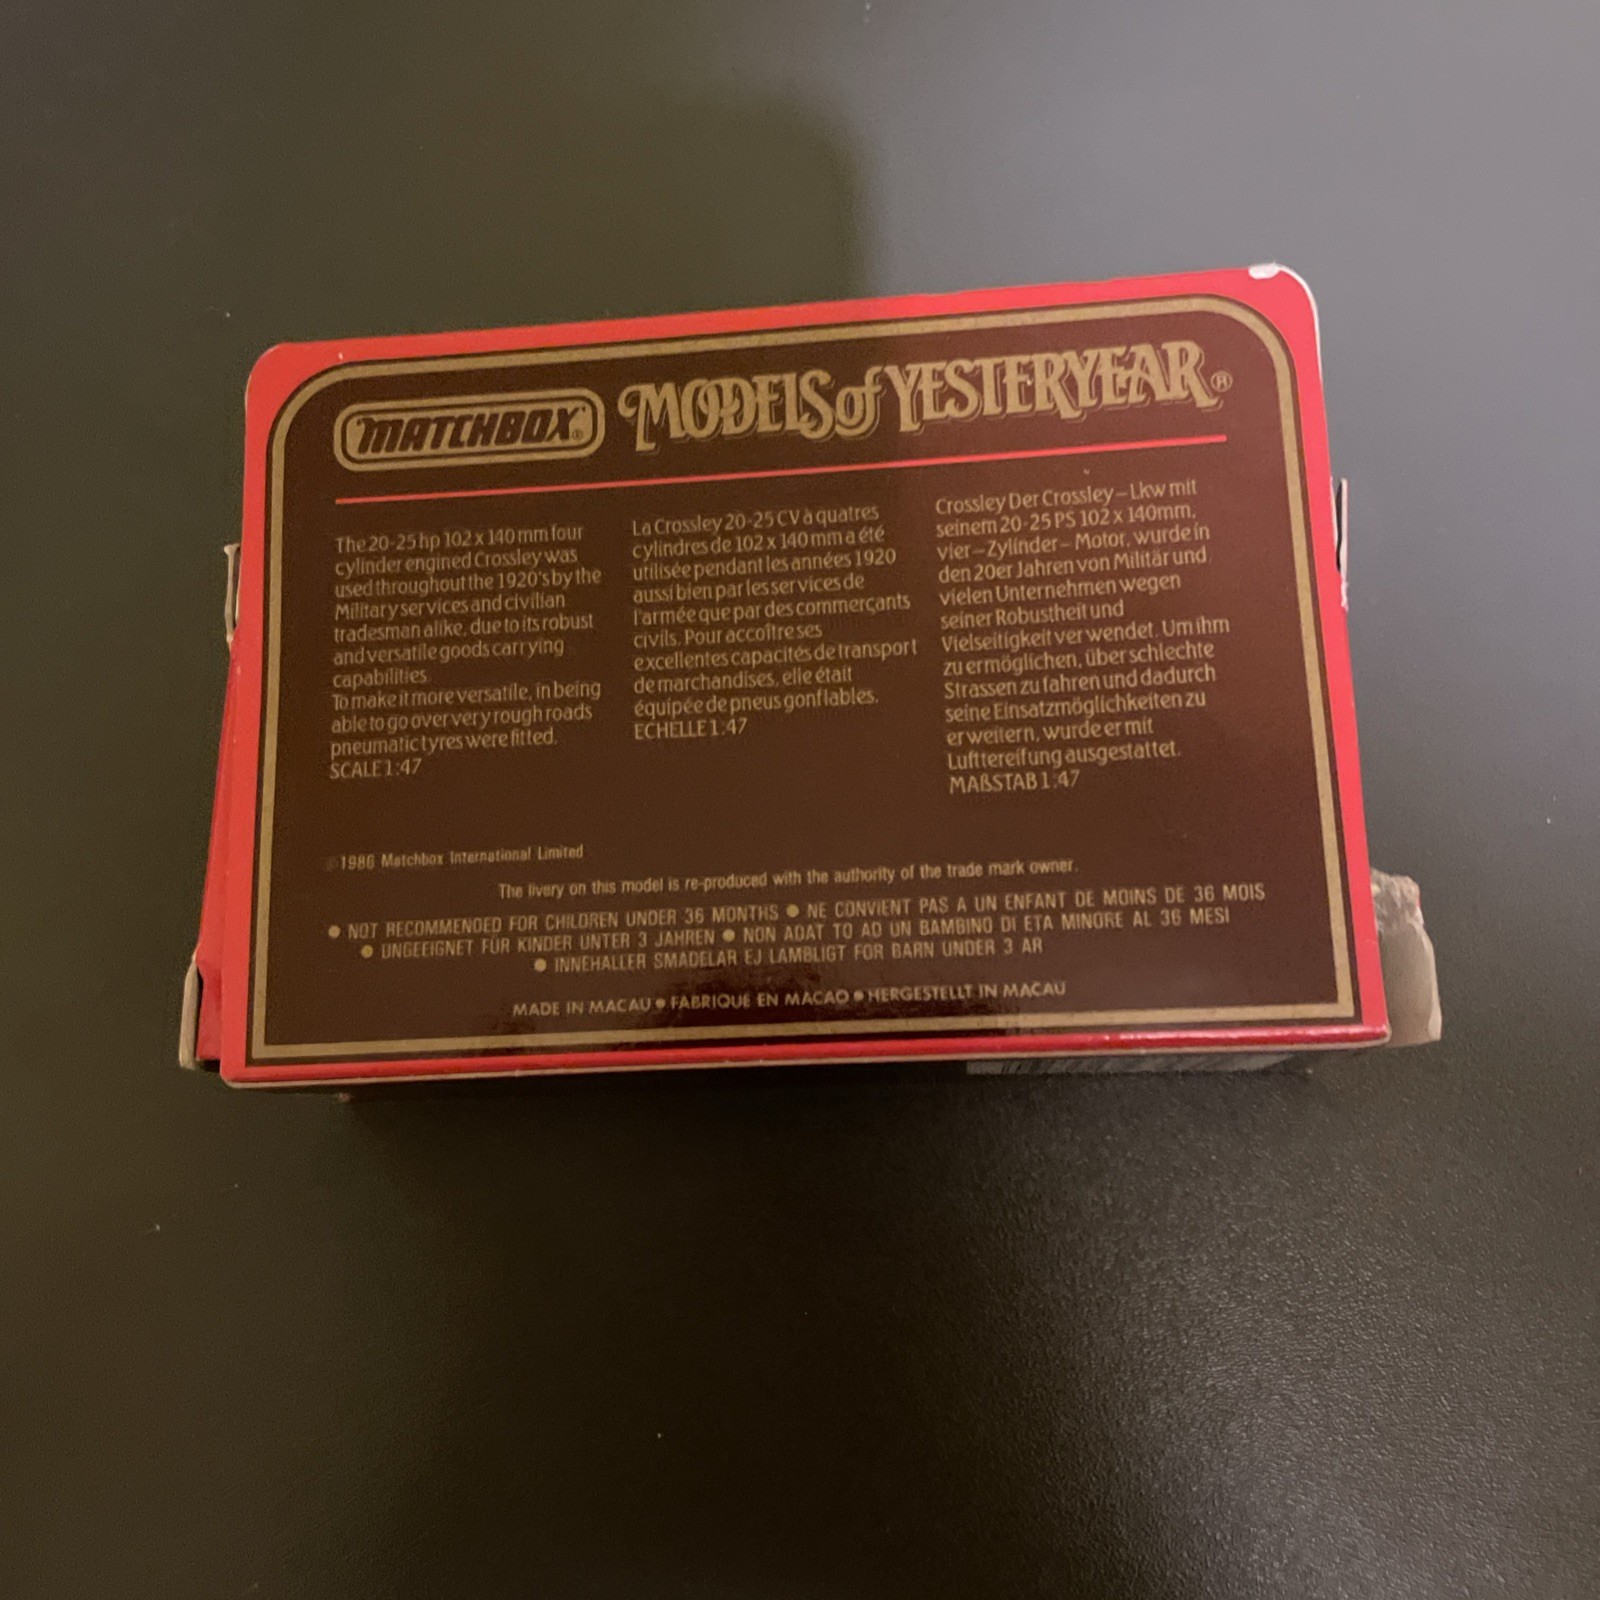 MATCHBOX® MODELS of YESTERYEAR®
The 20-25 hp 102 x 140 mm four
cylinder engined Crossley was
used throughout the 1920's by the
Military services and civilian
tradesman alike, due to its robust
and versatile goods carrying
capabilities.
To make it more versatile, in being
able to go over very rough roads
pneumatic tyres were fitted.
SCALE 1:47
La Crossley 20-25 CV à quatres
cylindres de 102 x 140 mm a été
utilisée pendant les années 1920
aussi bien par les services de
l'armée que par des commerçants
civils. Pour accoître ses
excellentes capacités de transport
de marchandises, elle était
équipée de pneus gonflables.
ECHELLE 1:47
Crossley Der Crossley – Lkw mit
seinem 20-25 PS 102 x 140mm,
vier – Zylinder – Motor, wurde in
den 20er Jahren von Militär und
vielen Unternehmen wegen
seiner Robustheit und
Vielseitigkeit verwendet. Um ihm
zu ermöglichen, über schlechte
Strassen zu fahren und dadurch
seine Einsatzmöglichkeiten zu
erweitern, wurde er mit
Lufttereifung ausgestattet.
MAßSTAB 1:47
© 1986 Matchbox International Limited
The livery on this model is re-produced with the authority of the trade mark owner.
● NOT RECOMMENDED FOR CHILDREN UNDER 36 MONTHS ● NE CONVIENT PAS A UN ENFANT DE MOINS DE 36 MOIS
● UNGEEIGNET FÜR KINDER UNTER 3 JAHREN ● NON ADAT TO AD UN BAMBINO DI ETA MINORE AL 36 MESI
● INNEHALLER SMADELAR EJ LAMBLIGT FOR BARN UNDER 3 AR
MADE IN MACAU ● FABRIQUÉ EN MACAO ● HERGESTELLT IN MACAU